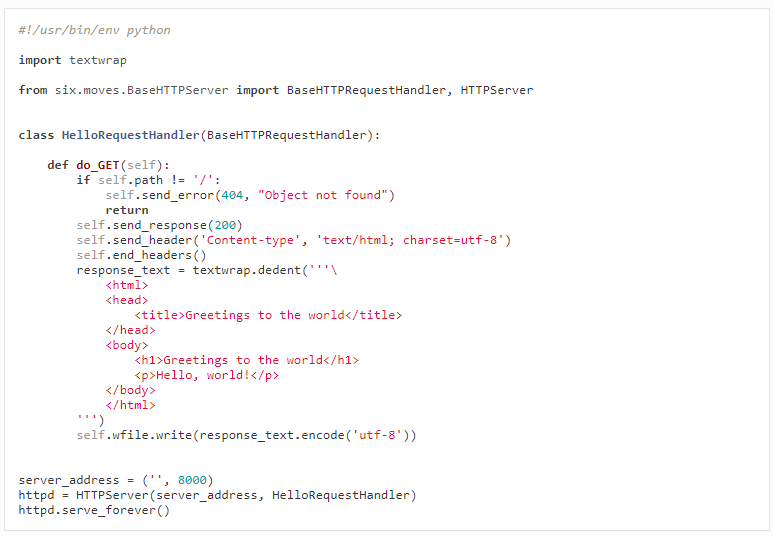 #!/usr/bin/env python
import textwrap
from six.moves.BaseHTTPServer import BaseHTTPRequestHandler, HTTPServer
class HelloRequestHandler(BaseHTTPRequestHandler):
    def do_GET(self):
        if self.path != '/':
            self.send_error(404, "Object not found")
            return
        self.send_response(200)
        self.send_header('Content-type', 'text/html; charset=utf-8')
        self.end_headers()
        response_text = textwrap.dedent('''\
            <html>
            <head>
                <title>Greetings to the world</title>
            </head>
            <body>
                <h1>Greetings to the world</h1>
                <p>Hello, world!</p>
            </body>
            </html>
        ''')
        self.wfile.write(response_text.encode('utf-8'))
server_address = ('', 8000)
httpd = HTTPServer(server_address, HelloRequestHandler)
httpd.serve_forever()